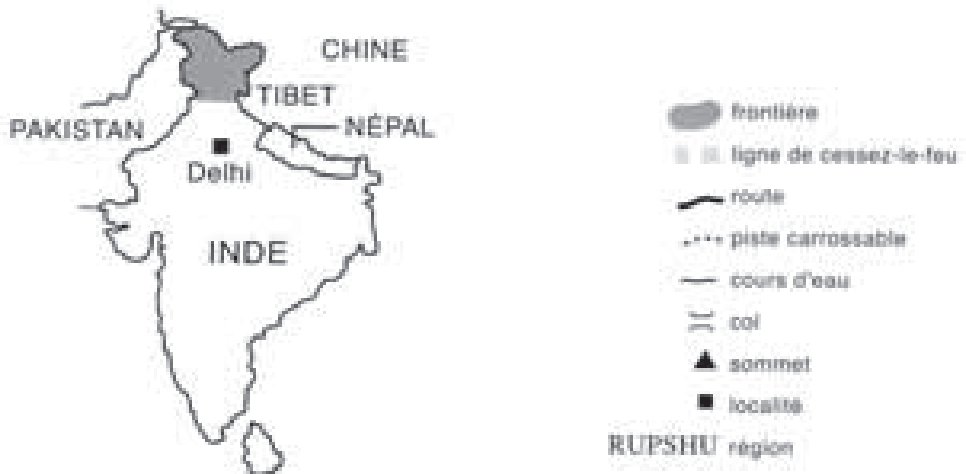 CHINE
TIBET
PAKISTAN
NÉPAL
Delhi
INDE
frontière
ligne de cessez-le-feu
route
piste carrossable
cours d'eau
col
sommet
localité
RUPSHU région